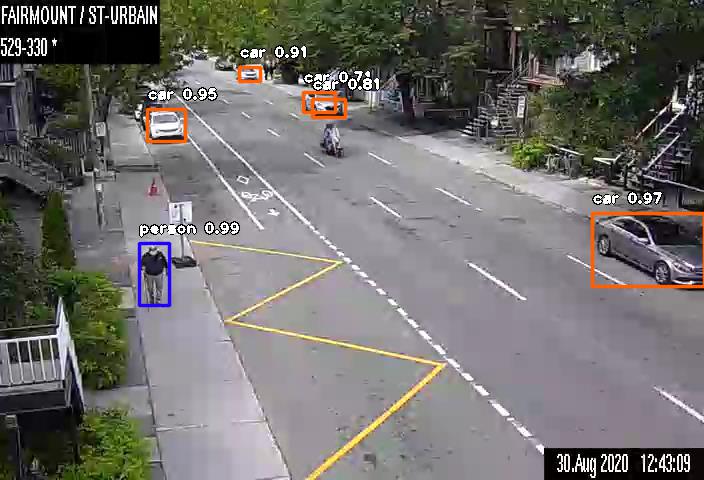 FAIRMOUNT / ST-URBAIN
529-330 *
car 0.91
car 0.71
car 0.81
car 0.95
car 0.97
person 0.99
30.Aug 2020 12:43:09